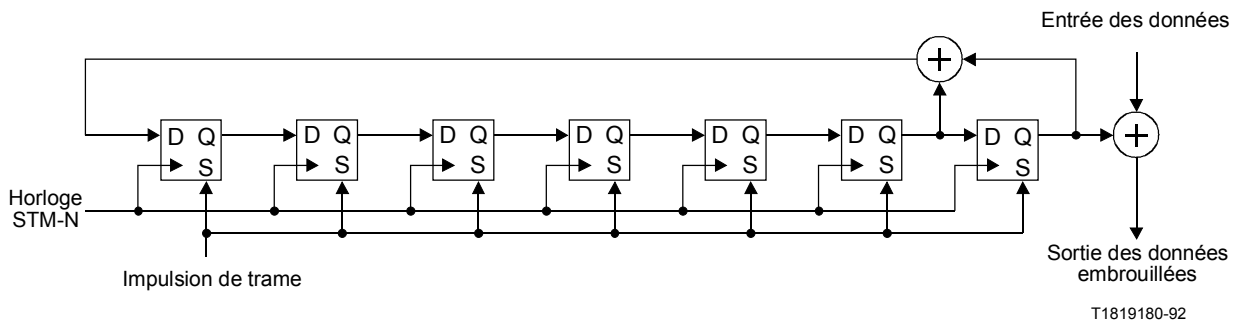 Entrée des données
D Q
S
D Q
S
D Q
S
D Q
S
D Q
S
D Q
S
D Q
S
Horloge
STM-N
Impulsion de trame
Sortie des données
embrouillées
T1819180-92